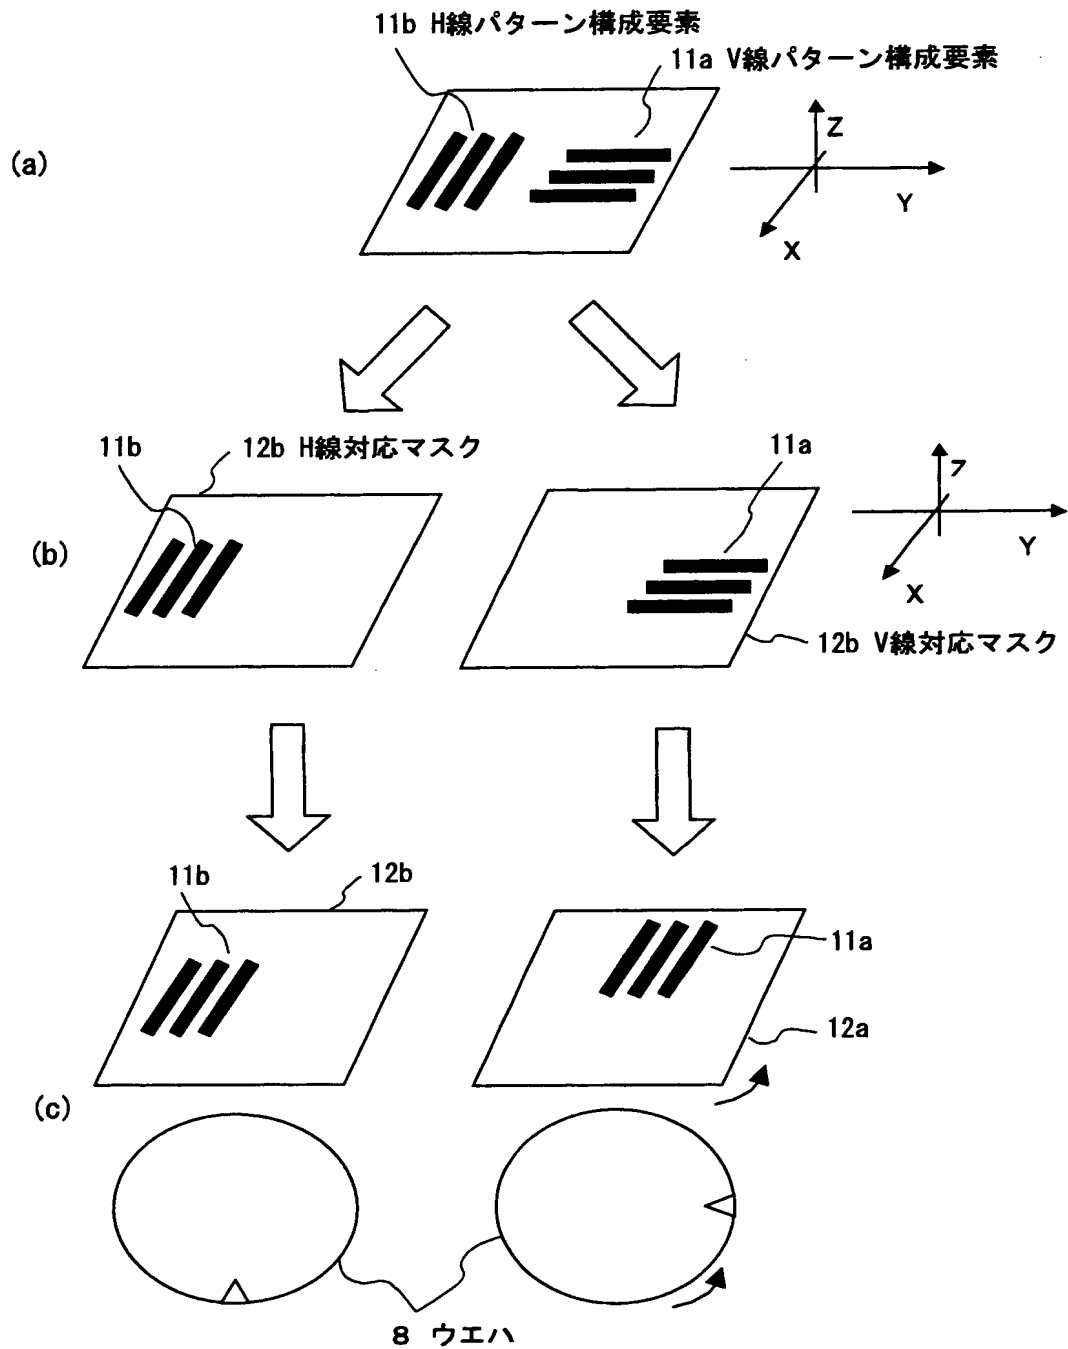 11b H線パターン構成要素
11a V線パターン構成要素
(a)
Z
Y
X
11b
12b H線対応マスク
11a
(b)
Z
Y
X
12b V線対応マスク
11b
12b
11a
12a
(c)
8 ウエハ